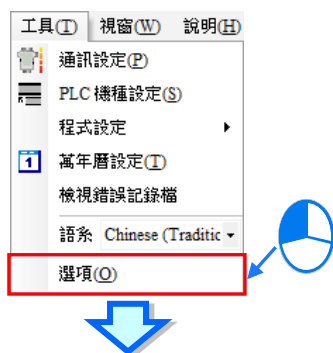 工具(T) 視窗(W) 說明(H)
通訊設定(P)
PLC 機種設定(S)
程式設定
1 萬年曆設定(T)
檢視錯誤記錄檔
語系 Chinese (Traditic
選項(O)